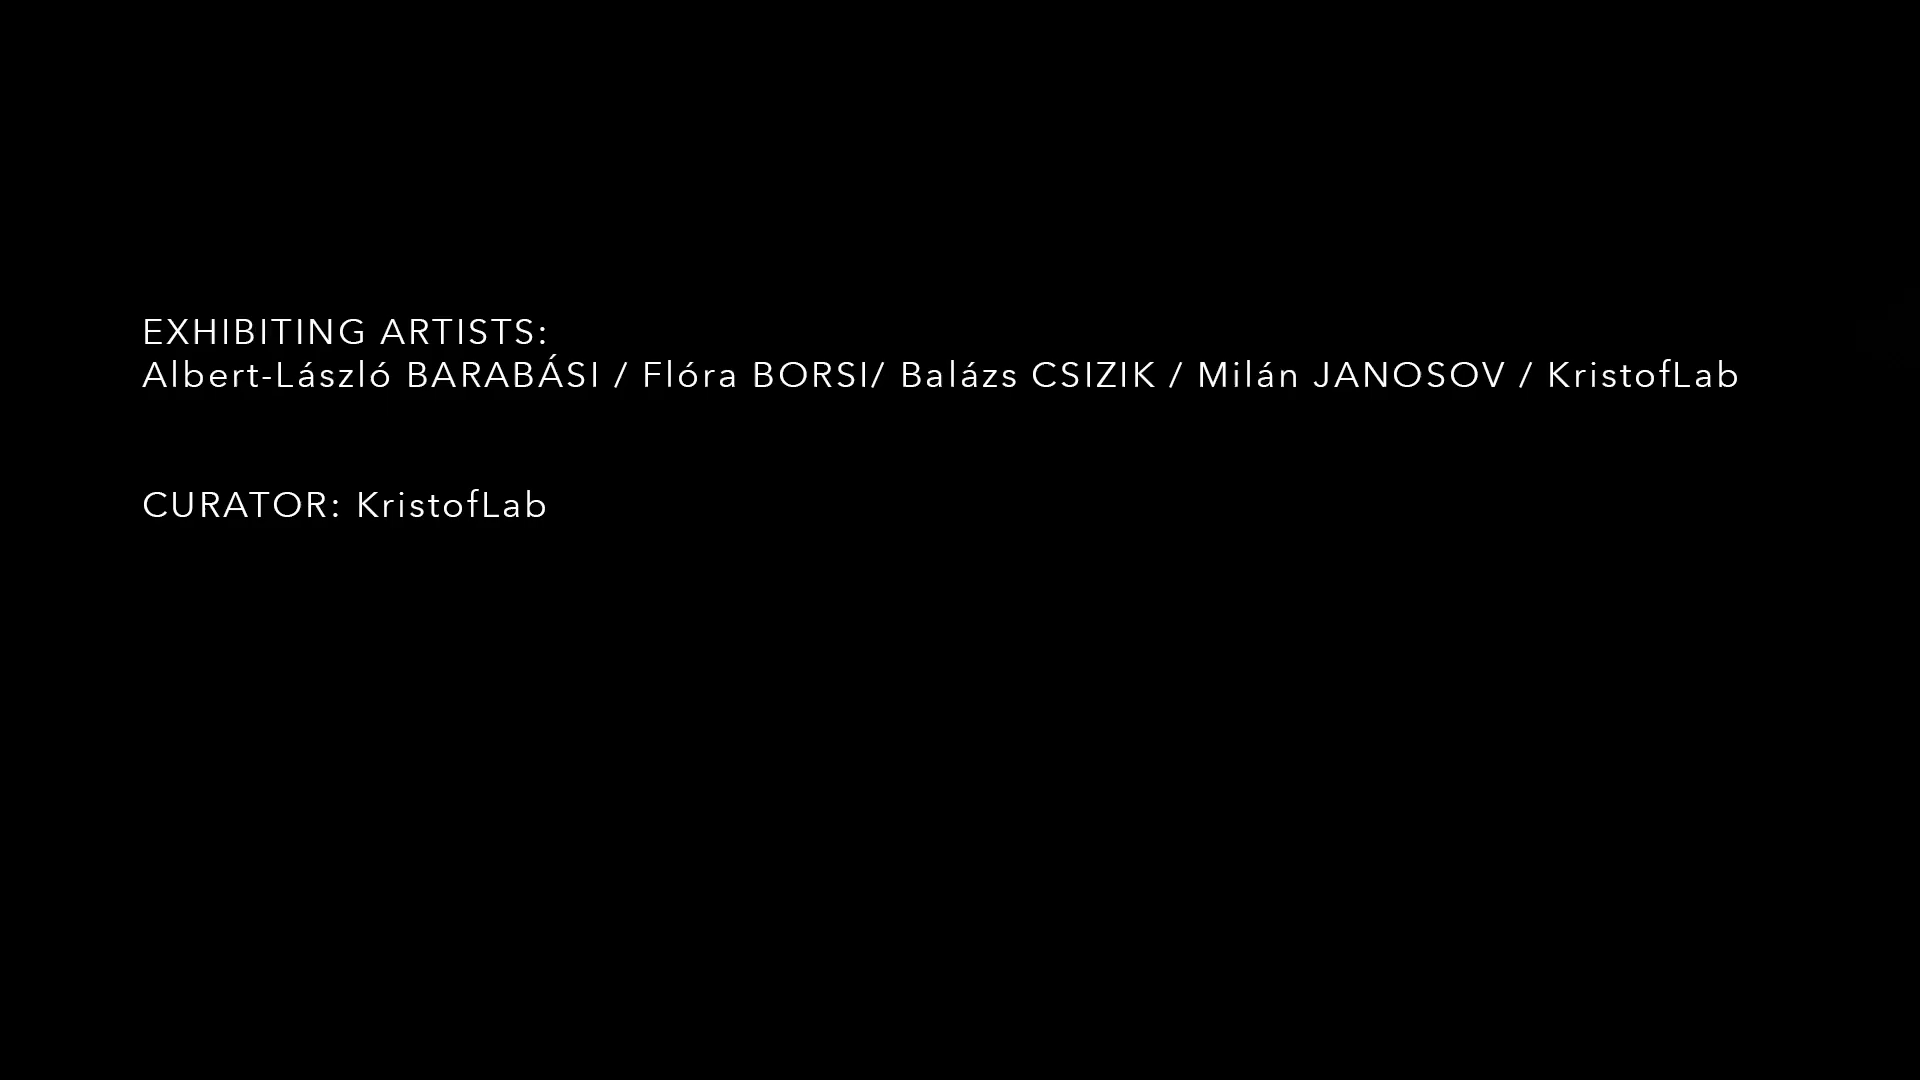 EXHIBITING ARTISTS:
Albert-László BARABÁSI / Flóra BORSI/ Balázs CSIZIK / Milán JANOSOV / KristofLab
CURATOR: KristofLab